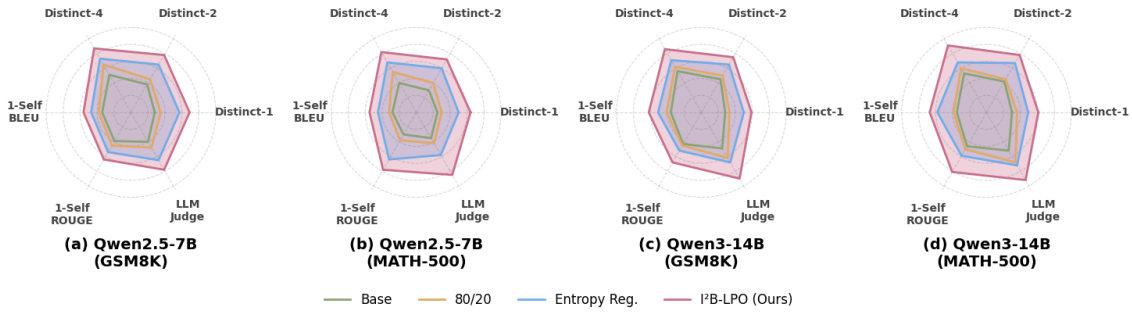 Distinct-4
Distinct-2
Distinct-1
1-Self
BLEU
1-Self
ROUGE
LLM
Judge
(a) Qwen2.5-7B
(GSM8K)
Distinct-4
Distinct-2
Distinct-1
1-Self
BLEU
1-Self
ROUGE
LLM
Judge
(b) Qwen2.5-7B
(MATH-500)
Distinct-4
Distinct-2
Distinct-1
1-Self
BLEU
1-Self
ROUGE
LLM
Judge
(c) Qwen3-14B
(GSM8K)
Distinct-4
Distinct-2
Distinct-1
1-Self
BLEU
1-Self
ROUGE
LLM
Judge
(d) Qwen3-14B
(MATH-500)
Base
80/20
Entropy Reg.
I²B-LPO (Ours)